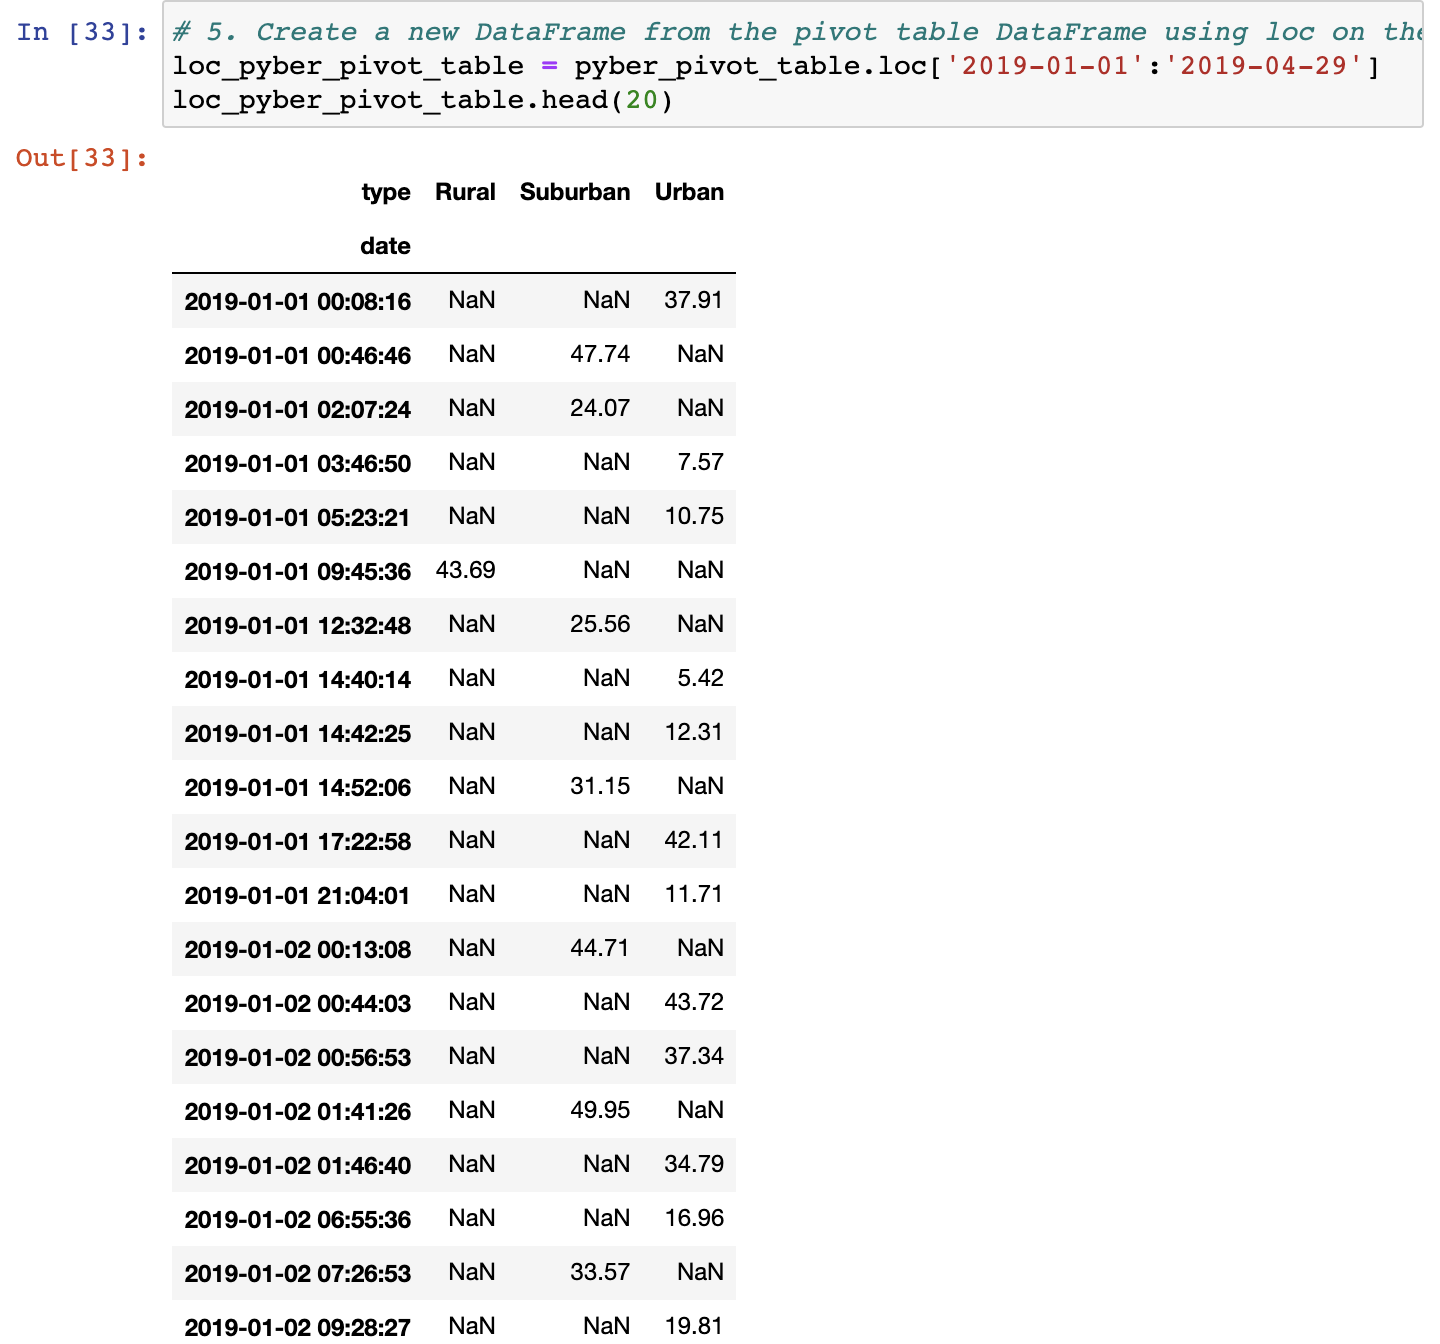 In [33]: # 5. Create a new DataFrame from the pivot table DataFrame using loc on the
loc_pyber_pivot_table = pyber_pivot_table.loc['2019-01-01':'2019-04-29']
loc_pyber_pivot_table.head(20)
Out[33]:
type Rural Suburban Urban
date
2019-01-01 00:08:16 NaN NaN 37.91
2019-01-01 00:46:46 NaN 47.74 NaN
2019-01-01 02:07:24 NaN 24.07 NaN
2019-01-01 03:46:50 NaN NaN 7.57
2019-01-01 05:23:21 NaN NaN 10.75
2019-01-01 09:45:36 43.69 NaN NaN
2019-01-01 12:32:48 NaN 25.56 NaN
2019-01-01 14:40:14 NaN NaN 5.42
2019-01-01 14:42:25 NaN NaN 12.31
2019-01-01 14:52:06 NaN 31.15 NaN
2019-01-01 17:22:58 NaN NaN 42.11
2019-01-01 21:04:01 NaN NaN 11.71
2019-01-02 00:13:08 NaN 44.71 NaN
2019-01-02 00:44:03 NaN NaN 43.72
2019-01-02 00:56:53 NaN NaN 37.34
2019-01-02 01:41:26 NaN 49.95 NaN
2019-01-02 01:46:40 NaN NaN 34.79
2019-01-02 06:55:36 NaN NaN 16.96
2019-01-02 07:26:53 NaN 33.57 NaN
2019-01-02 09:28:27 NaN NaN 19.81